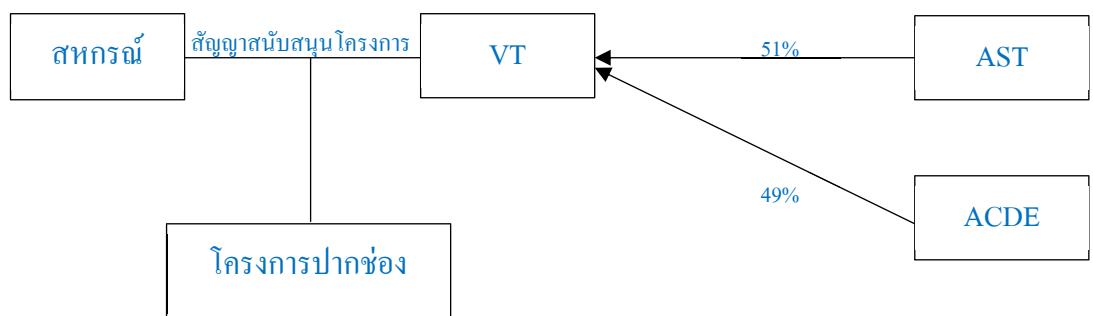 สหกรณ์
สัญญาสนับสนุนโครงการ
VT
51%
AST
49%
ACDE
โครงการปากช่อง